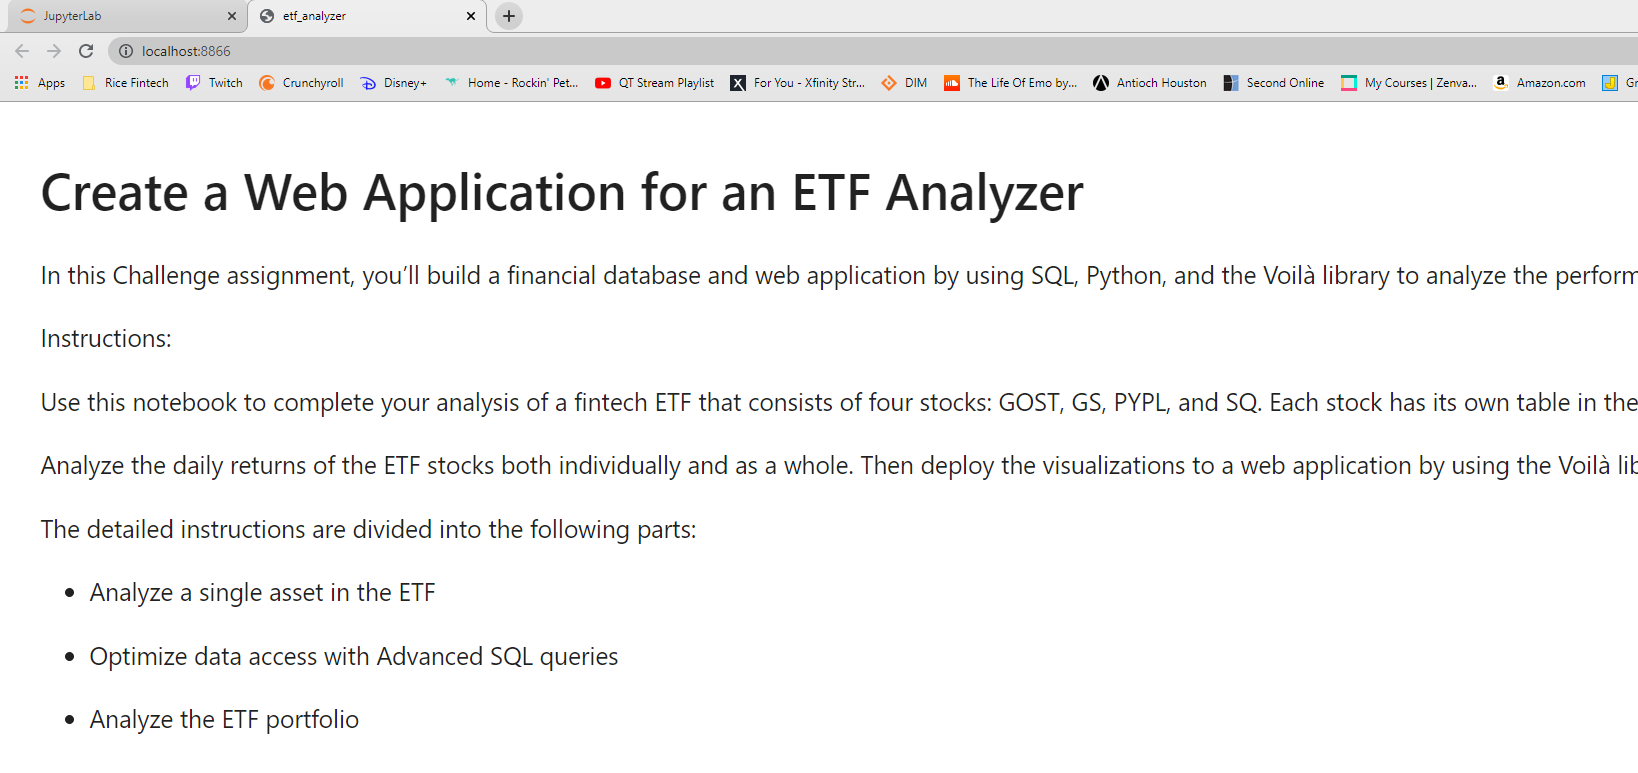 JupyterLab
etf_analyzer
localhost:8866
Apps Rice Fintech Twitch Crunchyroll Disney+ Home - Rockin' Pet... QT Stream Playlist For You - Xfinity Str... DIM The Life Of Emo by... Antioch Houston Second Online My Courses | Zenva... Amazon.com Gr
Create a Web Application for an ETF Analyzer
In this Challenge assignment, you’ll build a financial database and web application by using SQL, Python, and the Voilà library to analyze the perform
Instructions:
Use this notebook to complete your analysis of a fintech ETF that consists of four stocks: GOST, GS, PYPL, and SQ. Each stock has its own table in the
Analyze the daily returns of the ETF stocks both individually and as a whole. Then deploy the visualizations to a web application by using the Voilà lib
The detailed instructions are divided into the following parts:
• Analyze a single asset in the ETF
• Optimize data access with Advanced SQL queries
• Analyze the ETF portfolio